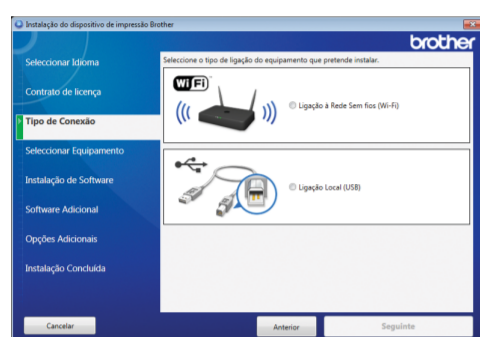 Instalação do dispositivo de impressão Brother
brother
Seleccionar Idioma
Contrato de licença
Tipo de Conexão
Seleccionar Equipamento
Instalação de Software
Software Adicional
Opções Adicionais
Instalação Concluída
Seleccione o tipo de ligação do equipamento que pretende instalar.
Wi Fi
Ligação à Rede Sem fios (Wi-Fi)
Ligação Local (USB)
Cancelar
Anterior
Seguinte